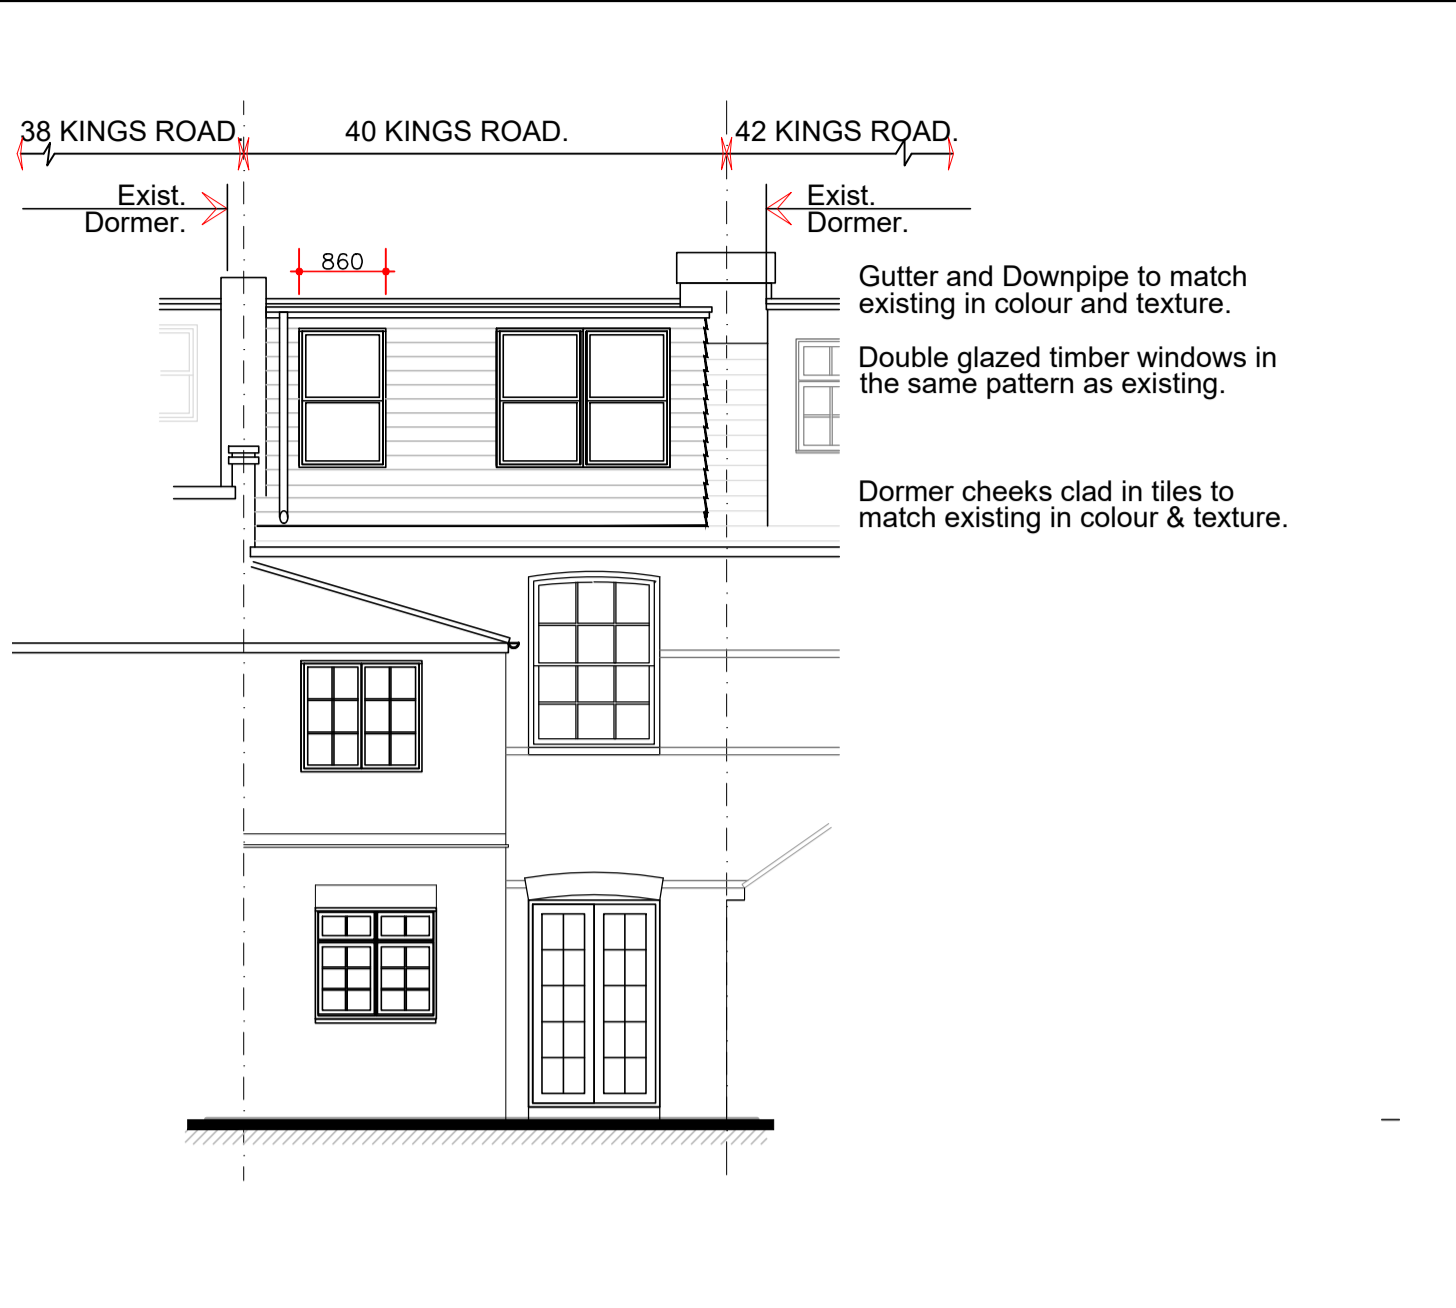 38 KINGS ROAD.
40 KINGS ROAD.
42 KINGS ROAD.
Exist.
Dormer.
Exist.
Dormer.
860
Gutter and Downpipe to match
existing in colour and texture.
Double glazed timber windows in
the same pattern as existing.
Dormer cheeks clad in tiles to
match existing in colour & texture.